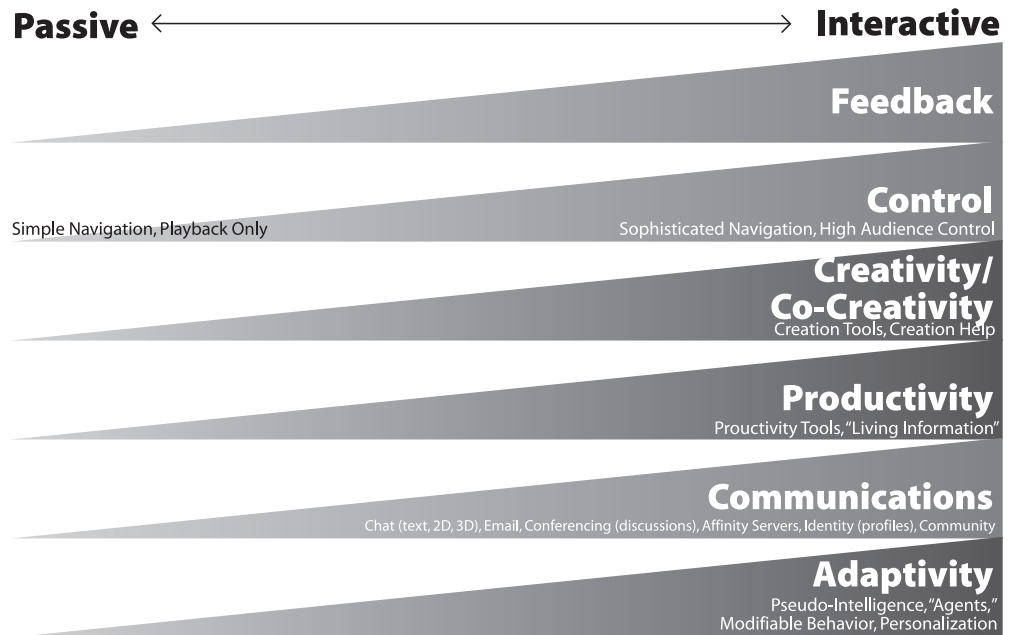 Passive Interactive
Feedback
Control
Simple Navigation, Playback Only Sophisticated Navigation, High Audience Control
Creativity/
Co-Creativity
Creation Tools, Creation Help
Productivity
Prouctivity Tools, “Living Information”
Communications
Chat (text, 2D, 3D), Email, Conferencing (discussions), Affinity Servers, Identity (profiles), Community
Adaptivity
Pseudo-Intelligence, “Agents,”
Modifiable Behavior, Personalization